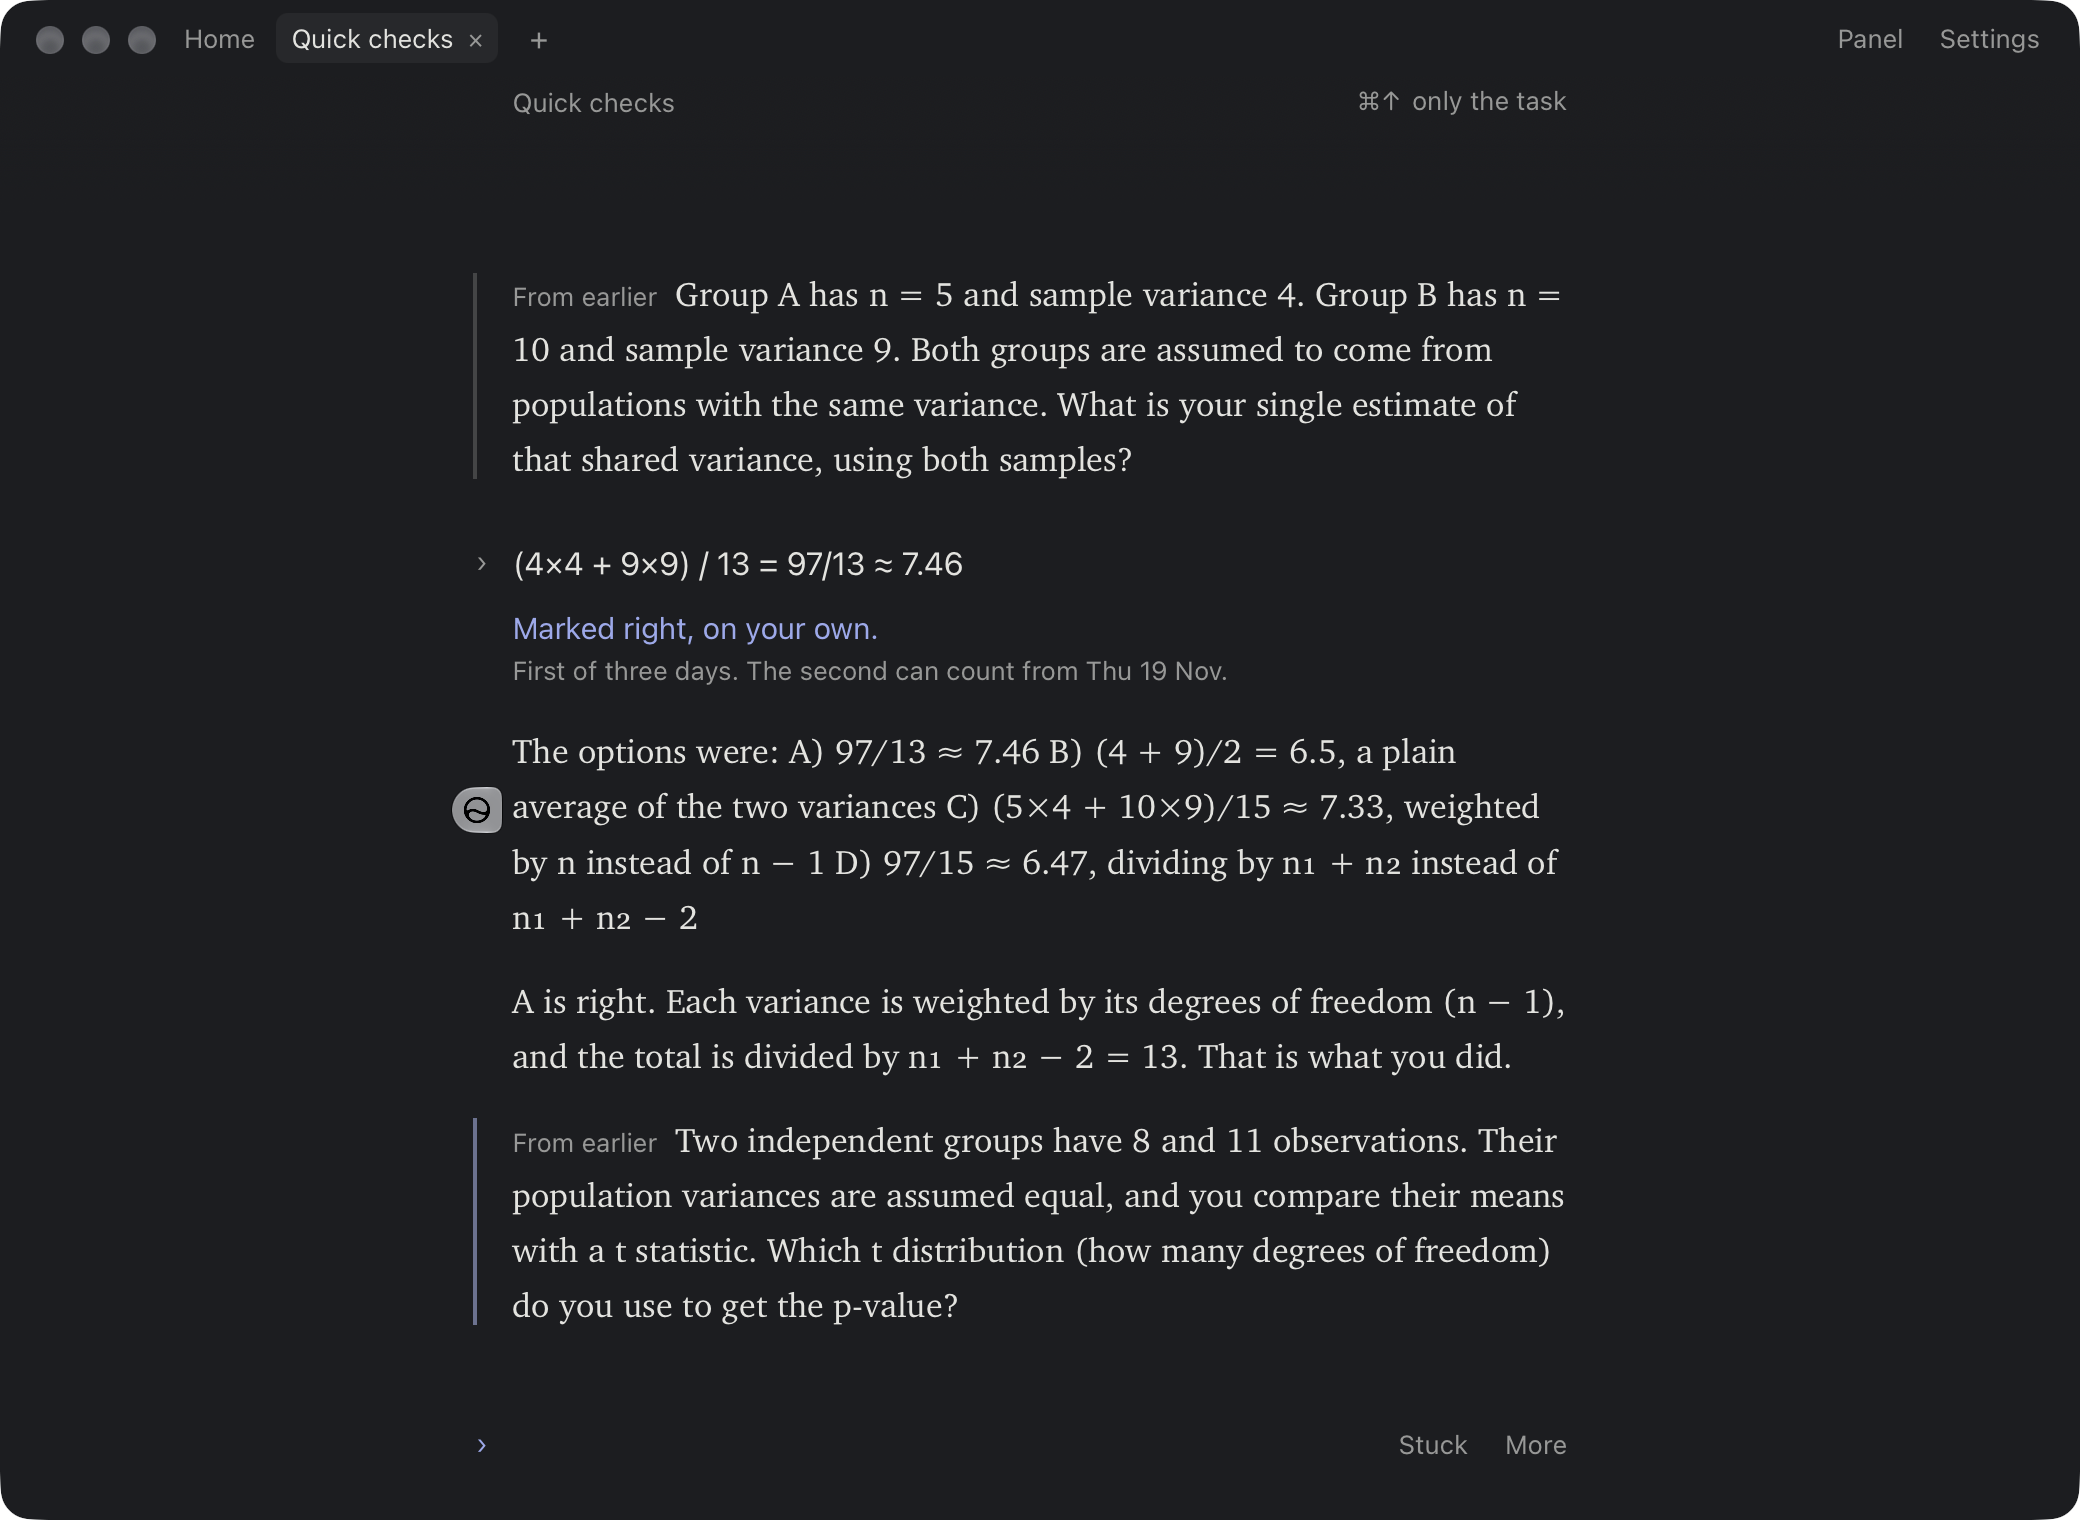 Home
Quick checks ×
+
Panel
Settings
Quick checks
⌘↑ only the task
From earlier Group A has n = 5 and sample variance 4. Group B has n =
10 and sample variance 9. Both groups are assumed to come from
populations with the same variance. What is your single estimate of
that shared variance, using both samples?
› (4×4 + 9×9) / 13 = 97/13 ≈ 7.46
Marked right, on your own.
First of three days. The second can count from Thu 19 Nov.
The options were: A) 97/13 ≈ 7.46 B) (4 + 9)/2 = 6.5, a plain
average of the two variances C) (5×4 + 10×9)/15 ≈ 7.33, weighted
by n instead of n − 1 D) 97/15 ≈ 6.47, dividing by n₁ + n₂ instead of
n₁ + n₂ − 2
A is right. Each variance is weighted by its degrees of freedom (n − 1),
and the total is divided by n₁ + n₂ − 2 = 13. That is what you did.
From earlier Two independent groups have 8 and 11 observations. Their
population variances are assumed equal, and you compare their means
with a t statistic. Which t distribution (how many degrees of freedom)
do you use to get the p-value?
›
Stuck
More